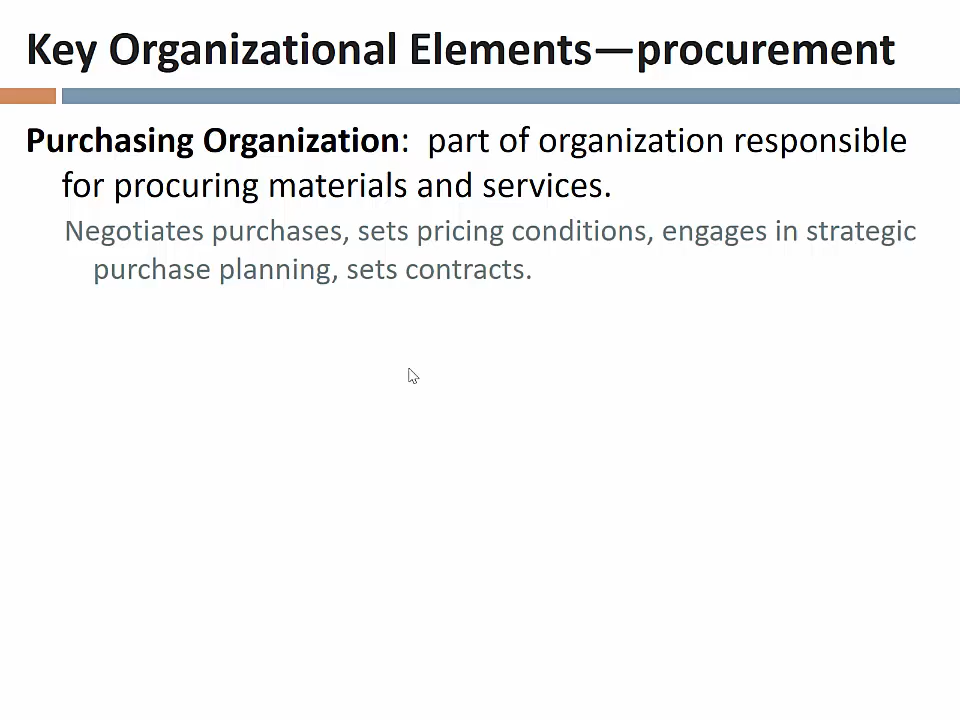 Key Organizational Elements—procurement
Purchasing Organization:  part of organization responsible
for procuring materials and services.
Negotiates purchases, sets pricing conditions, engages in strategic
purchase planning, sets contracts.